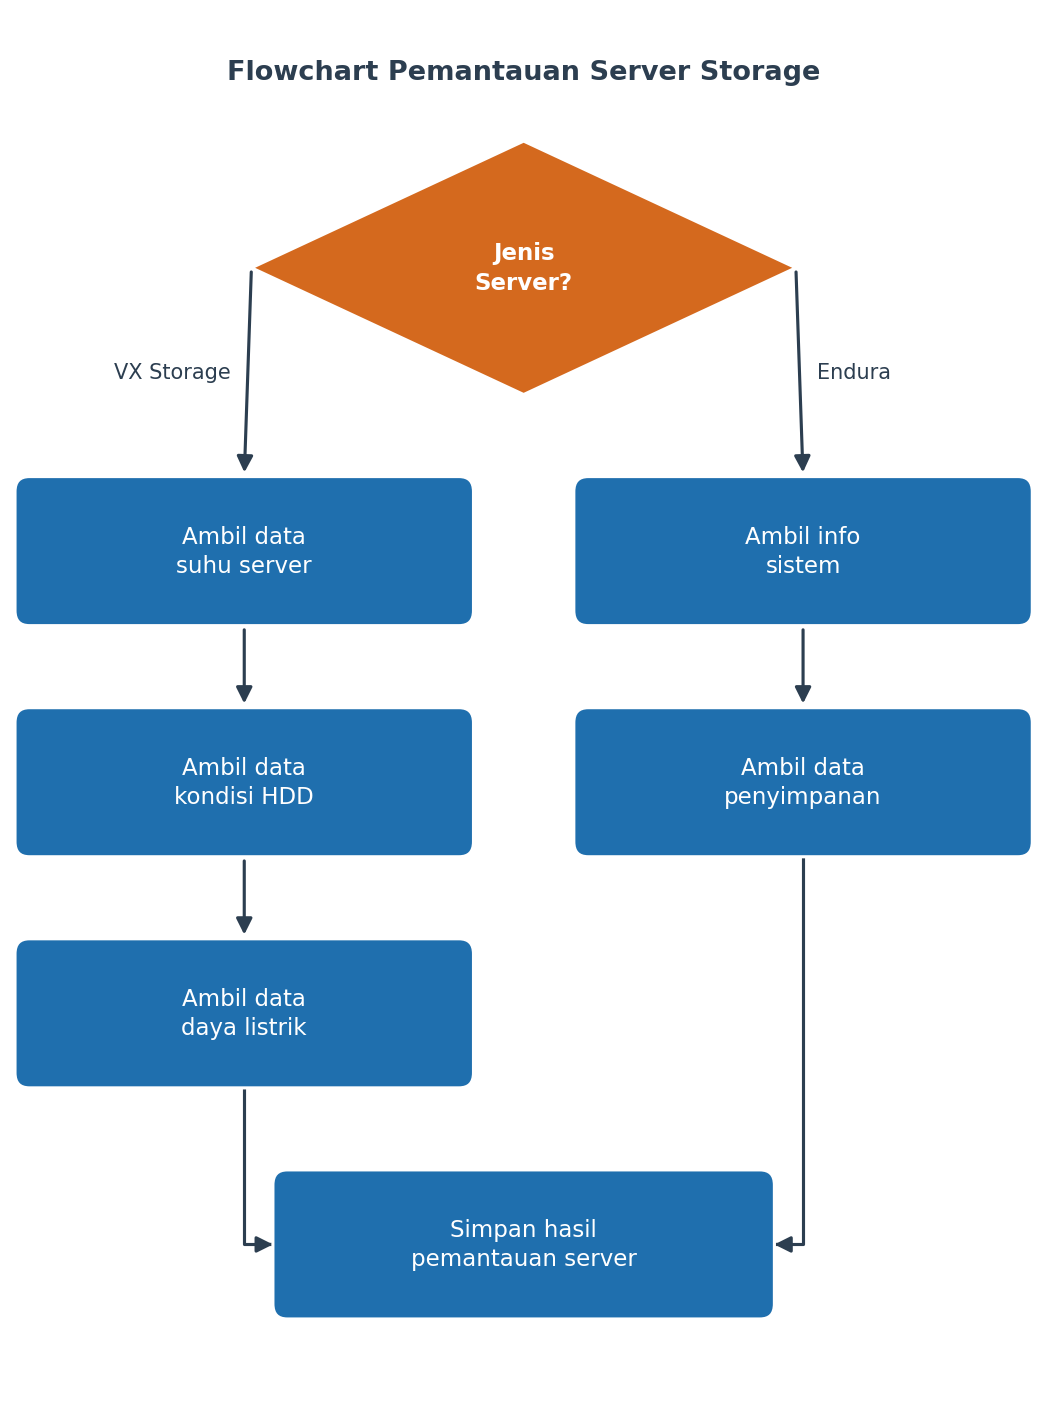 Flowchart Pemantauan Server Storage
Jenis
Server?
VX Storage
Endura
Ambil data
suhu server
Ambil info
sistem
Ambil data
kondisi HDD
Ambil data
penyimpanan
Ambil data
daya listrik
Simpan hasil
pemantauan server